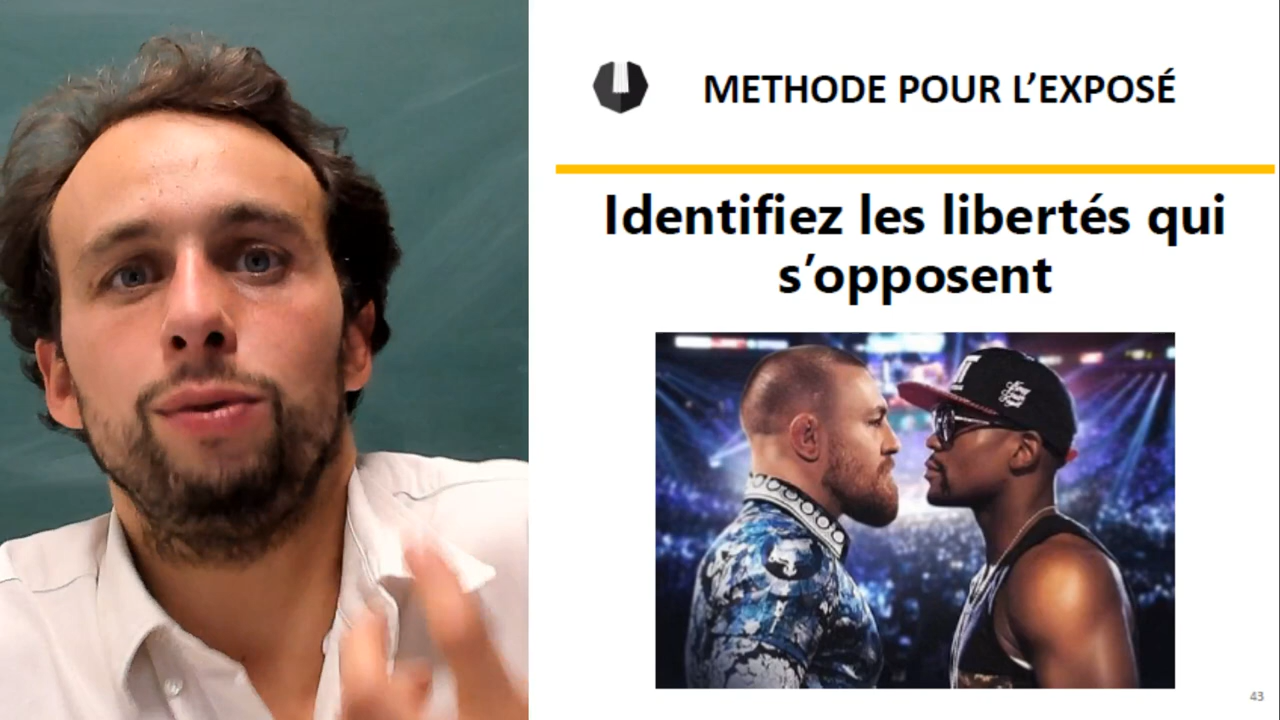 METHODE POUR L’EXPOSÉ
Identifiez les libertés qui
s’opposent
43